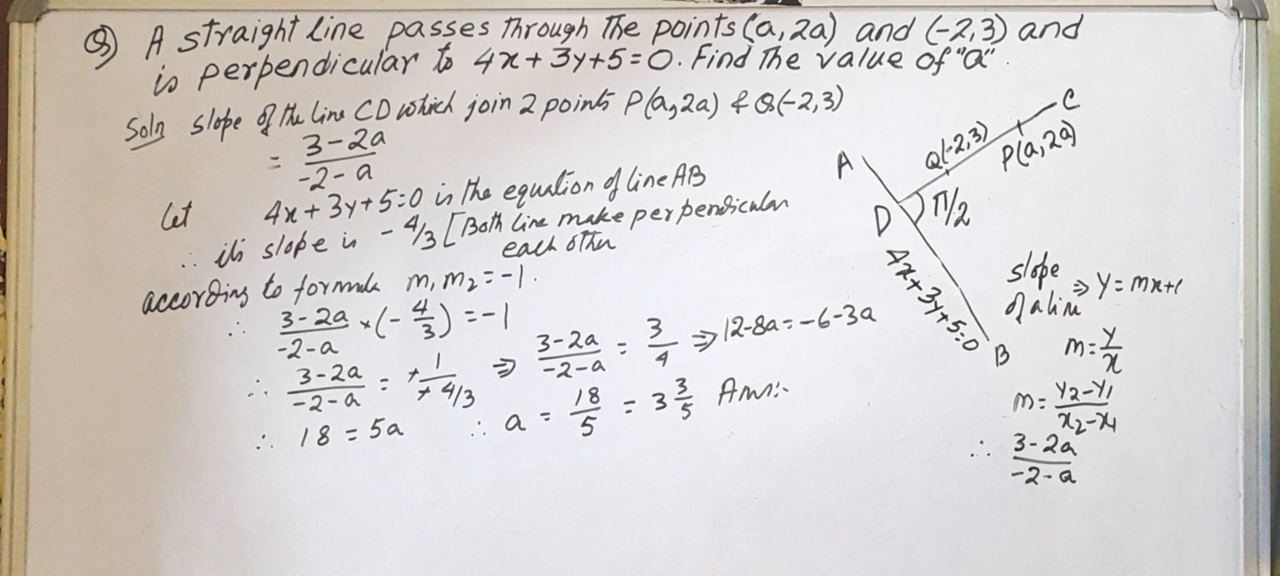 Q) A straight line passes through the points (a, 2a) and (-2,3) and
is perpendicular to 4x+3y+5=0. Find the value of "a".
Soln slope of the line CD which join 2 points P(a,2a) & Q(-2,3)
= (3-2a)/(-2-a)
Let 4x+3y+5=0 is the equation of line AB
∴ its slope is -4/3 [Both line make perpendicular
each other
according to formula m₁m₂=-1.
∴ (3-2a)/(-2-a) × (-4/3) = -1
∴ (3-2a)/(-2-a) = +1/+4/3 ⇒ (3-2a)/(-2-a) = 3/4 ⇒ 12-8a=-6-3a
∴ 18=5a ∴ a = 18/5 = 3 3/5 Ans:-
A
Q(-2,3)
C
P(a,2a)
D
π/2
4x+3y+5=0
B
slope
of a line ⇒ y=mx+c
m=y/x
m=(y₂-y₁)/(x₂-x₁)
∴ (3-2a)/(-2-a)